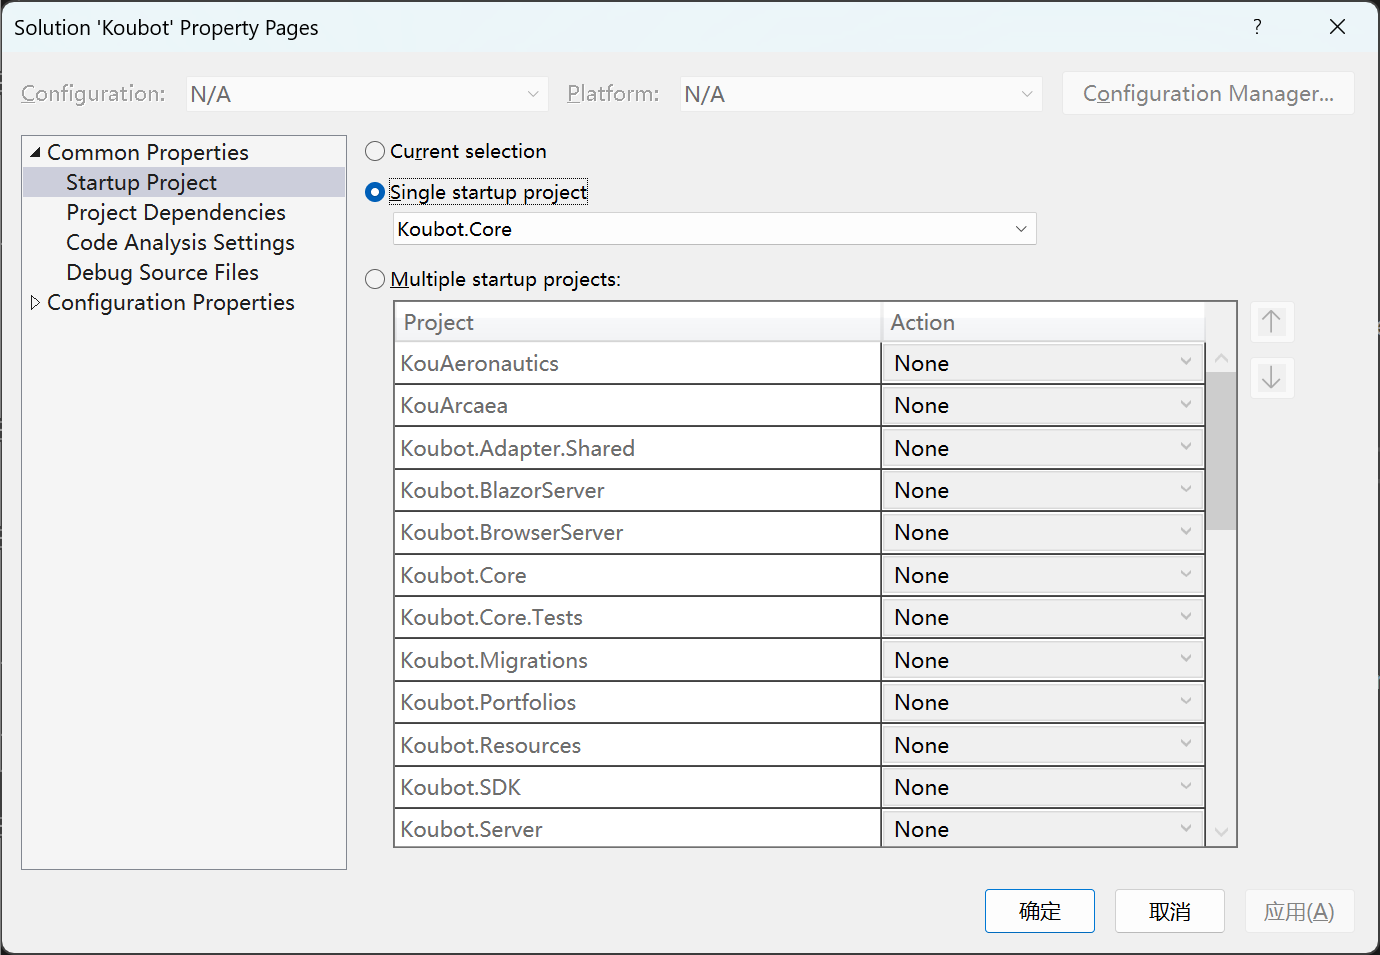 Solution 'Koubot' Property Pages
?
Configuration: N/A Platform: N/A Configuration Manager...
Common Properties
Startup Project
Project Dependencies
Code Analysis Settings
Debug Source Files
Configuration Properties
Current selection
Single startup project
Koubot.Core
Multiple startup projects:
Project Action
KouAeronautics None
KouArcaea None
Koubot.Adapter.Shared None
Koubot.BlazorServer None
Koubot.BrowserServer None
Koubot.Core None
Koubot.Core.Tests None
Koubot.Migrations None
Koubot.Portfolios None
Koubot.Resources None
Koubot.SDK None
Koubot.Server None
确定 取消 应用(A)